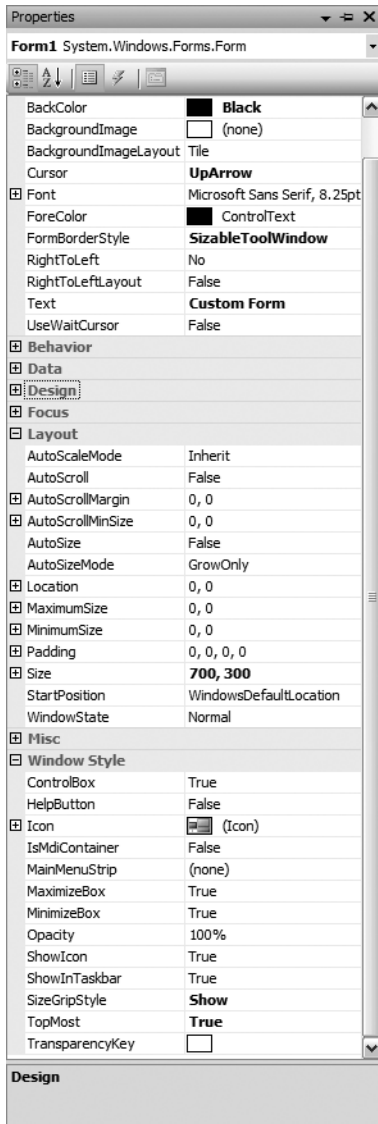 Properties
Form1 System.Windows.Forms.Form
BackColor Black
BackgroundImage (none)
BackgroundImageLayout Tile
Cursor UpArrow
Font Microsoft Sans Serif, 8.25pt
ForeColor ControlText
FormBorderStyle SizableToolWindow
RightToLeft No
RightToLeftLayout False
Text Custom Form
UseWaitCursor False
Behavior
Data
Design
Focus
Layout
AutoScaleMode Inherit
AutoScroll False
AutoScrollMargin 0, 0
AutoScrollMinSize 0, 0
AutoSize False
AutoSizeMode GrowOnly
Location 0, 0
MaximumSize 0, 0
MinimumSize 0, 0
Padding 0, 0, 0, 0
Size 700, 300
StartPosition WindowsDefaultLocation
WindowState Normal
Misc
Window Style
ControlBox True
HelpButton False
Icon (Icon)
IsMdiContainer False
MainMenuStrip (none)
MaximizeBox True
MinimizeBox True
Opacity 100%
ShowIcon True
ShowInTaskbar True
SizeGripStyle Show
TopMost True
TransparencyKey
Design